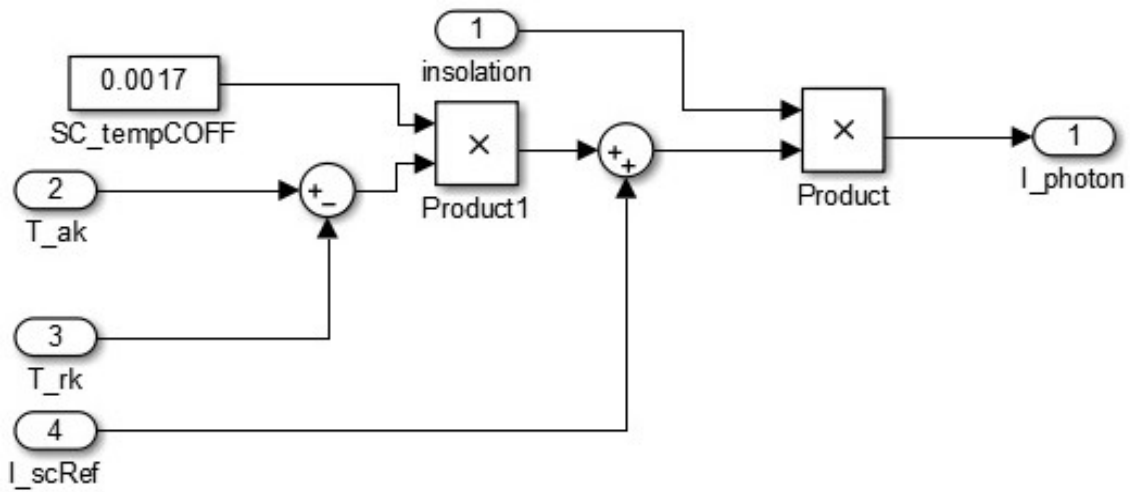 1
insolation
0.0017
SC_tempCOFF
×
Product1
+
+
×
Product
1
I_photon
2
T_ak
+
−
3
T_rk
4
I_scRef